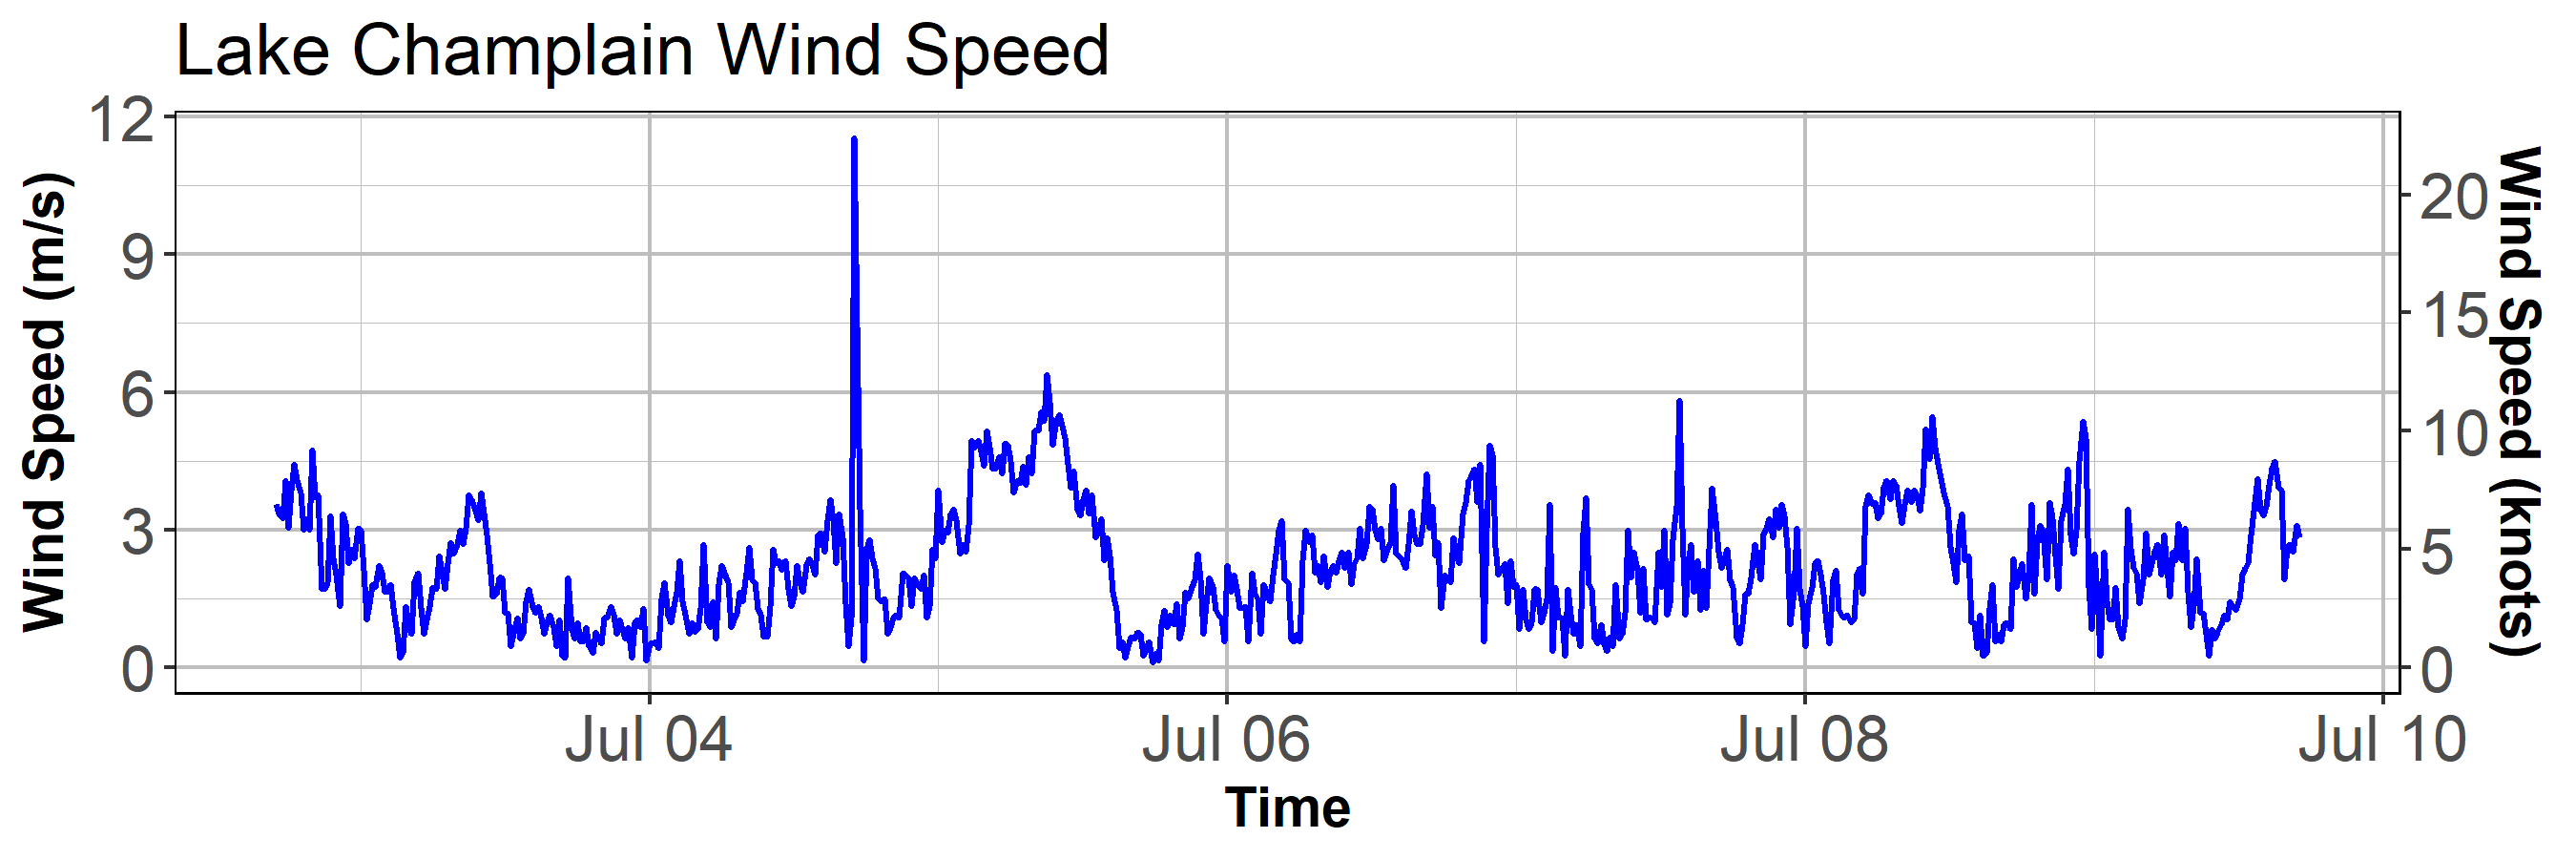 Lake Champlain Wind Speed
Wind Speed (m/s)
12
9
6
3
0
20
15
10
5
0
Wind Speed (knots)
Jul 04
Jul 06
Jul 08
Jul 10
Time